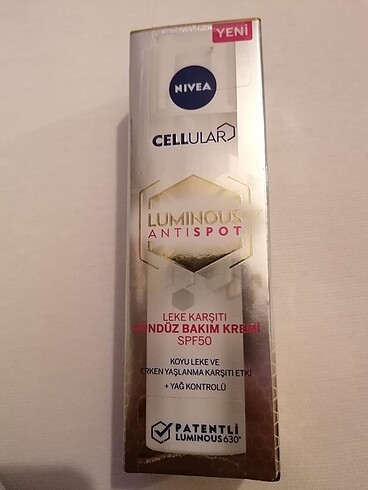 YENİ
NIVEA
CELLULAR
LUMINOUS
ANTISPOT
LEKE KARŞITI
GÜNDÜZ BAKIM KREMİ
SPF50
KOYU LEKE VE
ERKEN YAŞLANMA KARŞITI ETKİ
+ YAĞ KONTROLÜ
PATENTLİ
LUMINOUS630®